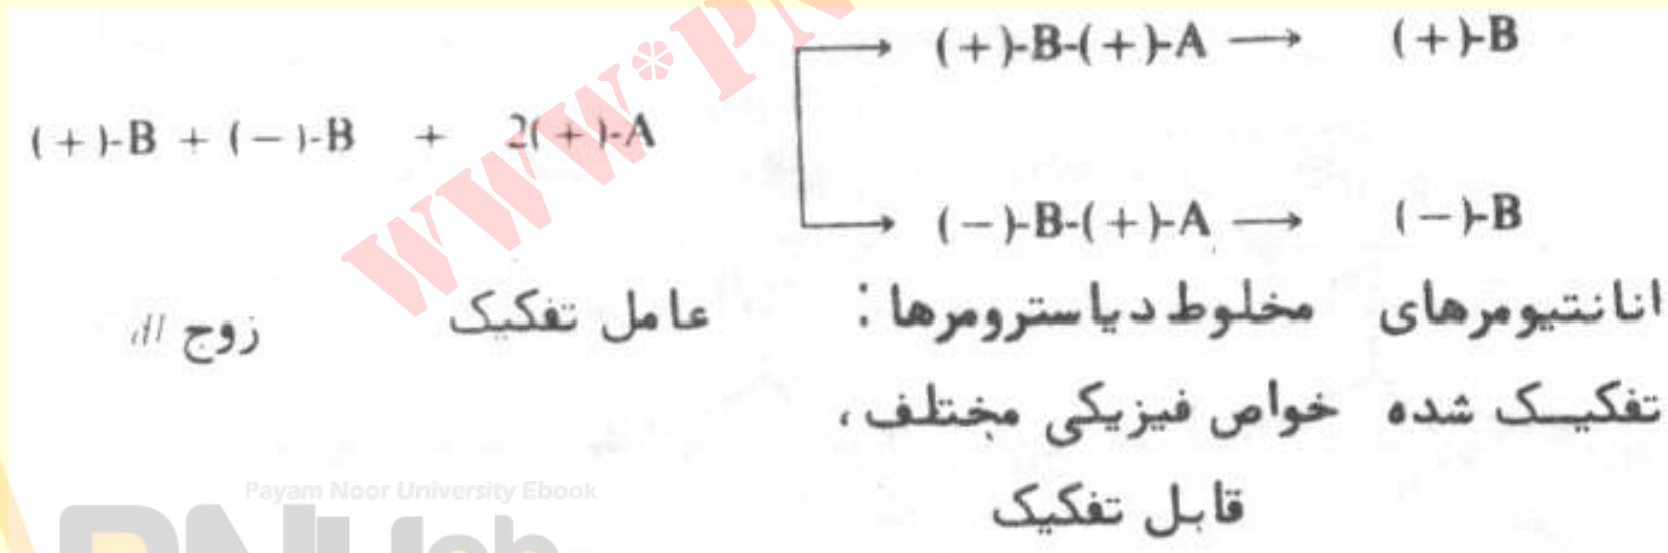 (+)-B-(+)-A ⟶ (+)-B
(+)-B + (−)-B + 2(+)-A
(−)-B-(+)-A ⟶ (−)-B
انانتیومرهای مخلوط دیاسترومرها :
زوج عامل تفکیک
تفکیک شده خواص فیزیکی مختلف ،
قابل تفکیک
Payam Noor University Ebook